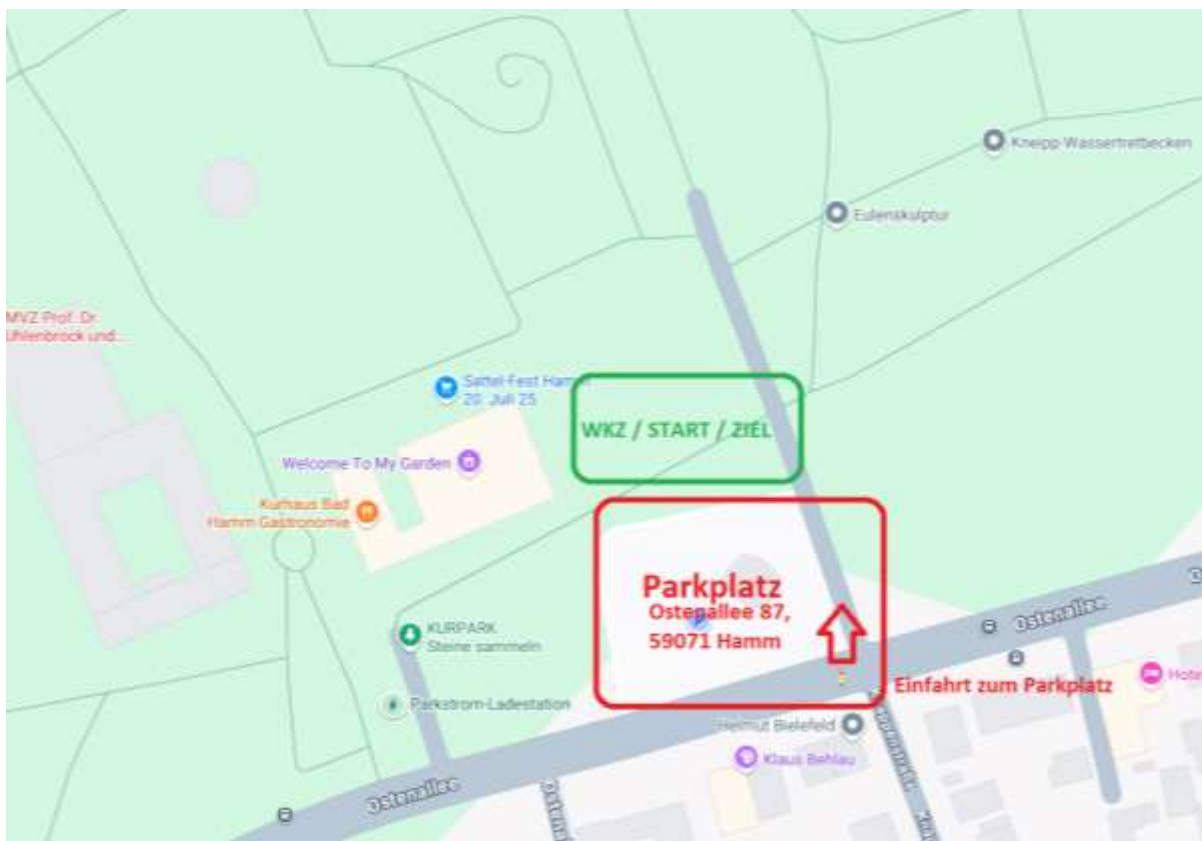 Kneipp-Wassertretbecken
Eulenskulptur
MVZ Prof. Dr.
Uhlenbrock und...
Sattel-Fest Hamm
20. Juli 25
WKZ / START / ZIEL
Welcome To My Garden
Kurhaus Bad
Hamm Gastronomie
Parkplatz
Ostenallee 87,
59071 Hamm
KURPARK
Steine sammeln
Ostenallee
Einfahrt zum Parkplatz
Parkstrom-Ladestation
Helmut Bielefeld
Klaus Behlau
Ostenallee